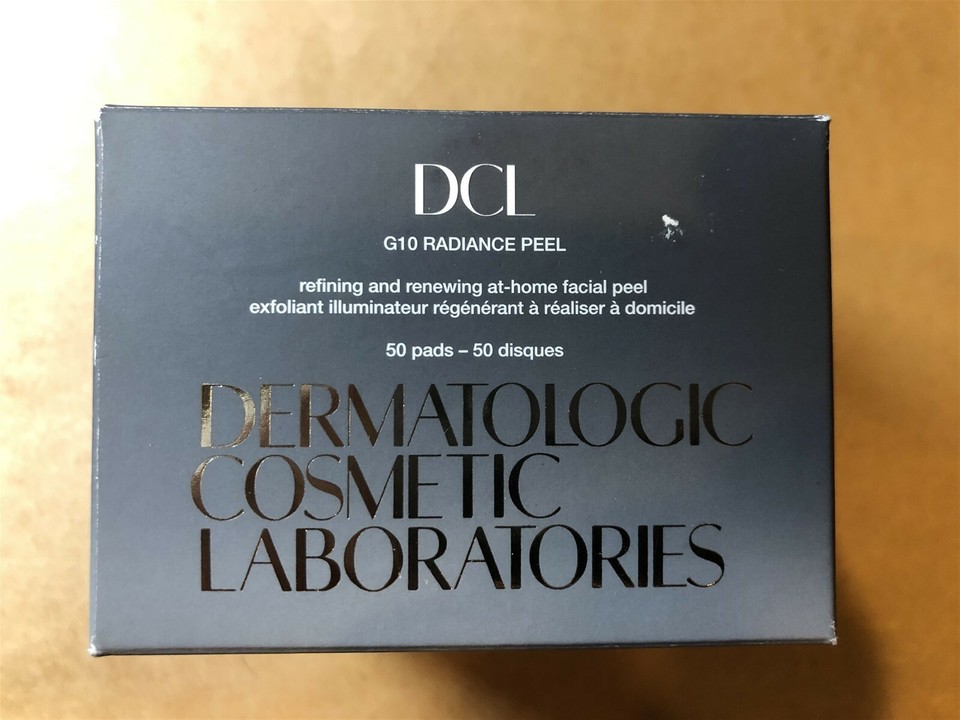 DCL
G10 RADIANCE PEEL
refining and renewing at-home facial peel
exfoliant illuminateur régénérant à réaliser à domicile
50 pads – 50 disques
DERMATOLOGIC
COSMETIC
LABORATORIES